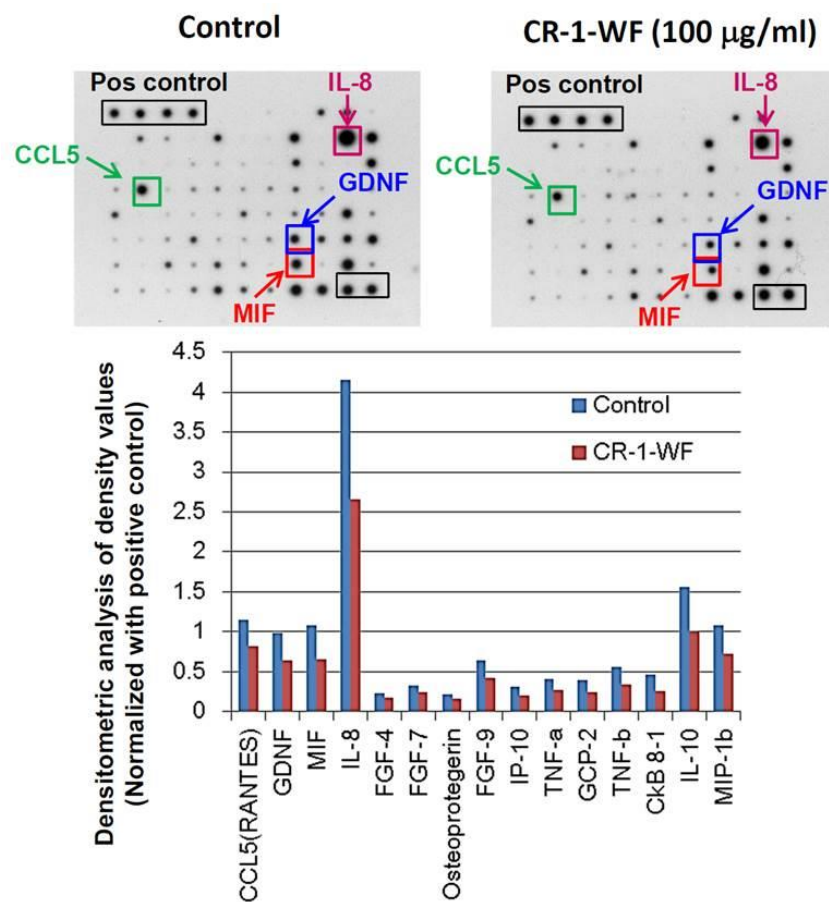 Control
CR-1-WF (100 μg/ml)
Pos control
IL-8
CCL5
GDNF
MIF
Pos control
IL-8
CCL5
GDNF
MIF
Densitometric analysis of density values
(Normalized with positive control)
4.5
4
3.5
3
2.5
2
1.5
1
0.5
0
Control
CR-1-WF
CCL5(RANTES)
GDNF
MIF
IL-8
FGF-4
FGF-7
Osteoprotegerin
FGF-9
IP-10
TNF-a
GCP-2
TNF-b
CkB 8-1
IL-10
MIP-1b